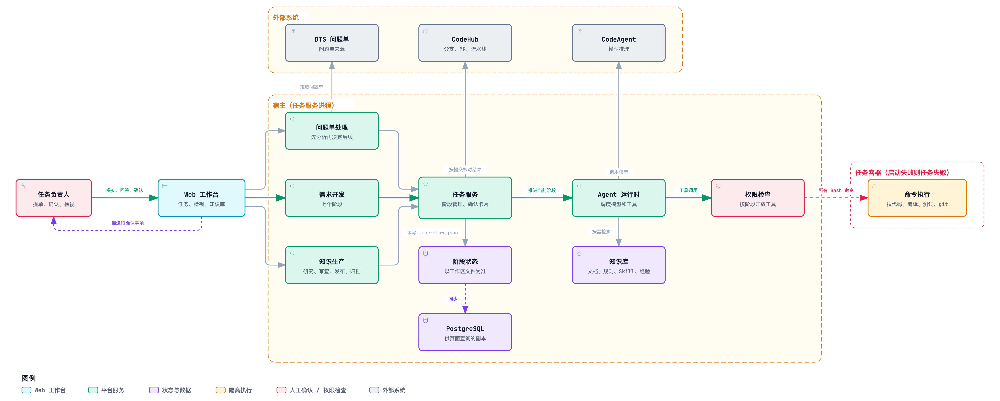 外部系统
DTS 问题单
问题单来源
CodeHub
分支、MR、流水线
CodeAgent
模型推理
拉取问题单
宿主（任务服务进程）
问题单处理
先分析再决定后续
按提交核对结果
调用模型
任务容器（启动失败则任务失败）
任务负责人
提单、确认、检视
提交、回答、确认
Web 工作台
任务、检视、知识库
需求开发
七个阶段
任务服务
阶段管理、确认卡片
推进当前阶段
Agent 运行时
调度模型和工具
工具调用
权限检查
按阶段开放工具
所有 Bash 命令
命令执行
拉代码、编译、测试、git
推送待确认事项
读写 .mae-flow.json
按需检索
知识生产
研究、审查、发布、归档
阶段状态
以工作区文件为准
知识库
文档、规则、Skill、经验
同步
PostgreSQL
供页面查询的副本
图例
Web 工作台
平台服务
状态与数据
隔离执行
人工确认 / 权限检查
外部系统